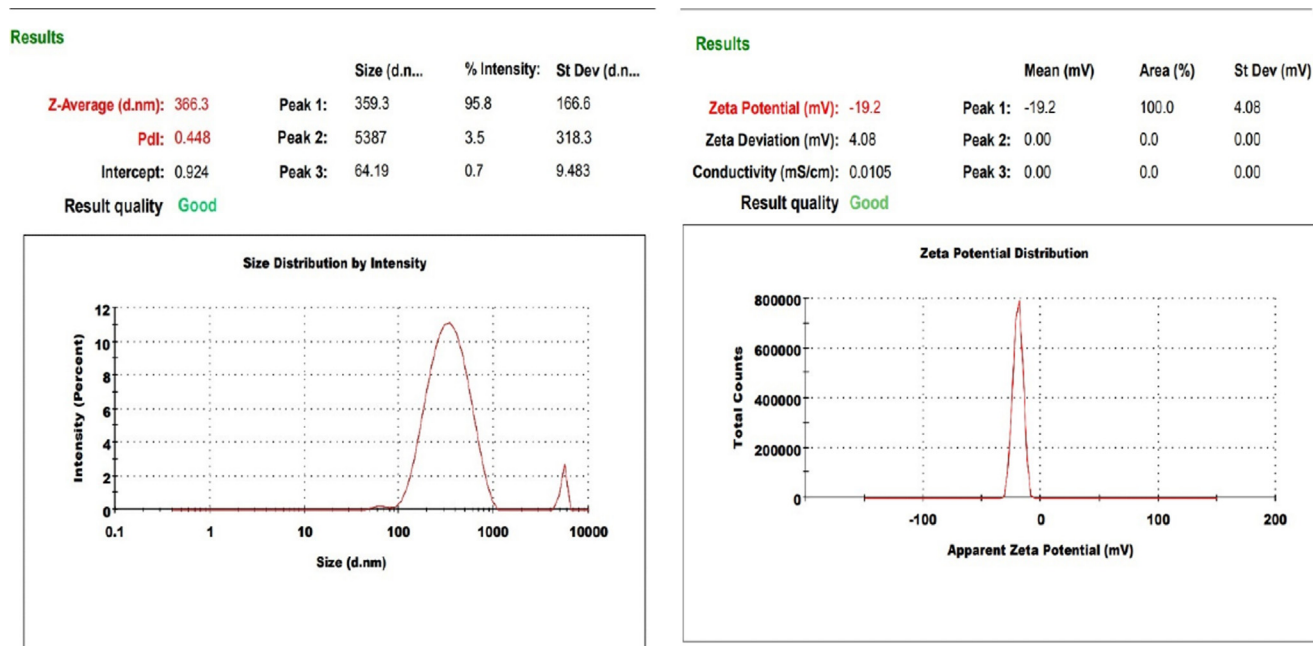 Results
Size (d.n... % Intensity: St Dev (d.n...
Z-Average (d.nm): 366.3 Peak 1: 359.3 95.8 166.6
PdI: 0.448 Peak 2: 5387 3.5 318.3
Intercept: 0.924 Peak 3: 64.19 0.7 9.483
Result quality Good
Size Distribution by Intensity
Intensity (Percent)
12
10
8
6
4
2
0
0.1 1 10 100 1000 10000
Size (d.nm)
Results
Mean (mV) Area (%) St Dev (mV)
Zeta Potential (mV): -19.2 Peak 1: -19.2 100.0 4.08
Zeta Deviation (mV): 4.08 Peak 2: 0.00 0.0 0.00
Conductivity (mS/cm): 0.0105 Peak 3: 0.00 0.0 0.00
Result quality Good
Zeta Potential Distribution
Total Counts
800000
600000
400000
200000
0
-100 0 100 200
Apparent Zeta Potential (mV)